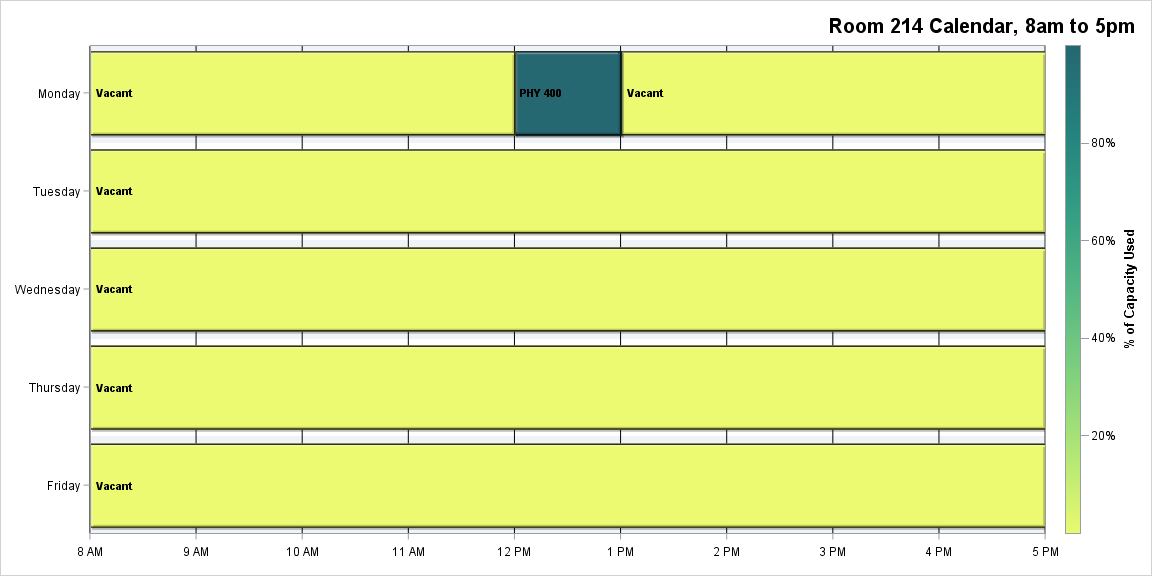 Room 214 Calendar, 8am to 5pm
Monday
Vacant
PHY 400
Vacant
Tuesday
Vacant
Wednesday
Vacant
Thursday
Vacant
Friday
Vacant
8 AM
9 AM
10 AM
11 AM
12 PM
1 PM
2 PM
3 PM
4 PM
5 PM
80%
60%
40%
20%
% of Capacity Used